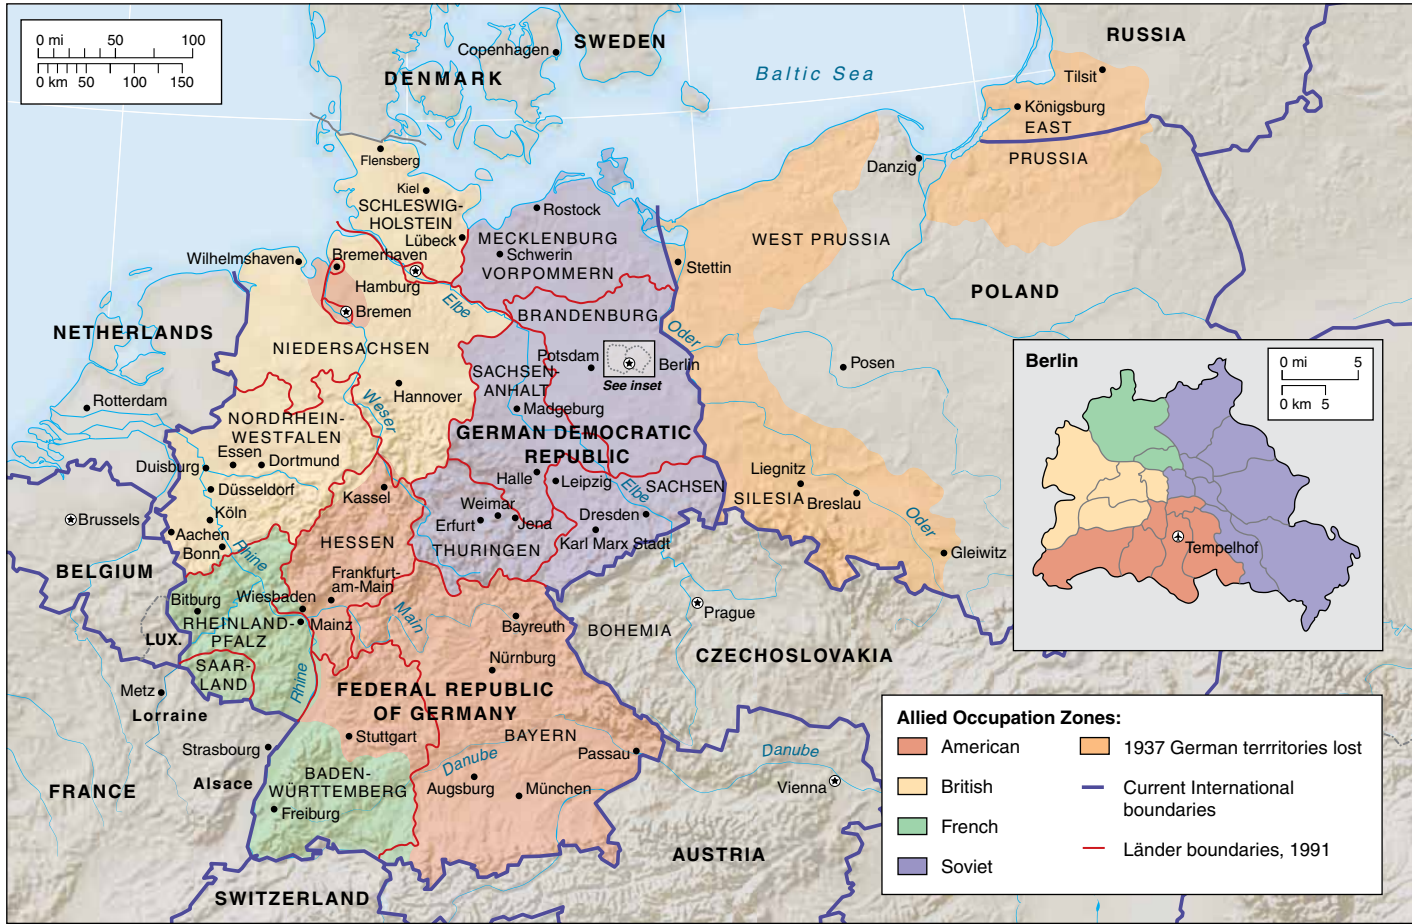 0 mi 50 100
0 km 50 100 150
SWEDEN
Copenhagen
DENMARK
Baltic Sea
RUSSIA
Tilsit
Königsburg
EAST
PRUSSIA
Danzig
Flensberg
Kiel
SCHLESWIG-
HOLSTEIN
Lübeck
Rostock
MECKLENBURG
Schwerin
VORPOMMERN
WEST PRUSSIA
Stettin
POLAND
Wilhelmshaven
Bremerhaven
Hamburg
Bremen
Elbe
NETHERLANDS
NIEDERSACHSEN
BRANDENBURG
Oder
Potsdam
Berlin
See inset
SACHSEN-
ANHALT
Posen
Rotterdam
Hannover
Weser
Madgeburg
NORDRHEIN-
WESTFALEN
Essen
Dortmund
Duisburg
GERMAN DEMOCRATIC
REPUBLIC
Düsseldorf
Kassel
Halle
Leipzig
Elbe
SACHSEN
Liegnitz
SILESIA
Breslau
Oder
Gleiwitz
Brussels
Köln
Aachen
Bonn
Rhine
HESSEN
Weimar
Erfurt
Jena
THURINGEN
Dresden
Karl Marx Stadt
BELGIUM
Frankfurt-
am-Main
Wiesbaden
Bitburg
Mainz
RHEINLAND-
PFALZ
LUX.
Main
Bayreuth
BOHEMIA
Prague
CZECHOSLOVAKIA
SAAR-
LAND
Rhine
Nürnburg
Metz
Lorraine
FEDERAL REPUBLIC
OF GERMANY
Stuttgart
BAYERN
Strasbourg
Alsace
Danube
Passau
Danube
FRANCE
BADEN-
WÜRTTEMBERG
Augsburg
München
Freiburg
Vienna
AUSTRIA
SWITZERLAND
Berlin
0 mi 5
0 km 5
Tempelhof
Allied Occupation Zones:
American
British
French
Soviet
1937 German terrritories lost
Current International
boundaries
Länder boundaries, 1991